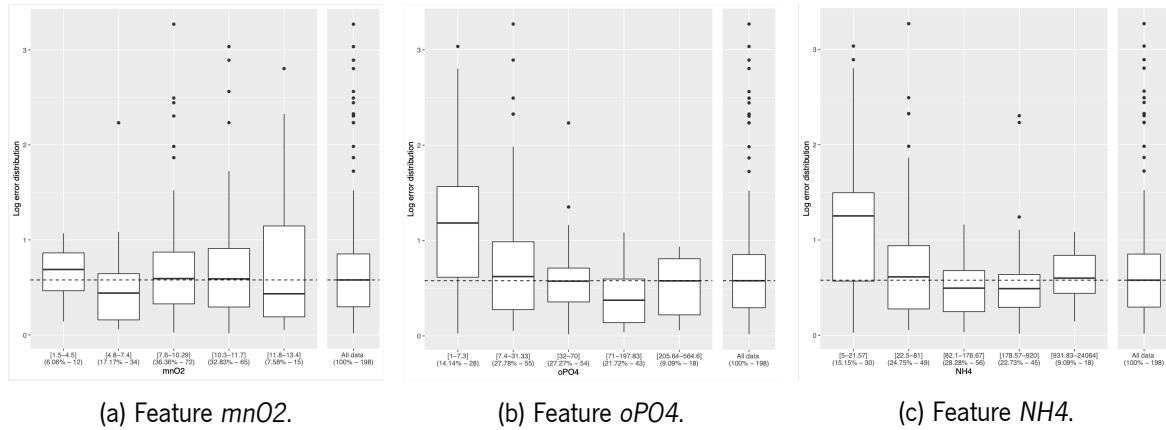 3
2
1
0
Log error distribution
[1.5−4.5]
(6.06% − 12)
[4.8−7.4]
(17.17% − 34)
[7.6−10.29]
(36.36% − 72)
[10.3−11.7]
(32.83% − 65)
[11.8−13.4]
(7.58% − 15)
All data
(100% − 198)
mnO2
(a) Feature mnO2.
3
2
1
0
Log error distribution
[1−7.3]
(14.14% − 28)
[7.4−31.33]
(27.78% − 55)
[32−70]
(27.27% − 54)
[71−197.83]
(21.72% − 43)
[205.64−564.6]
(9.09% − 18)
All data
(100% − 198)
oPO4
(b) Feature oPO4.
3
2
1
0
Log error distribution
[5−21.57]
(15.15% − 30)
[22.5−81]
(24.75% − 49)
[82.1−176.67]
(28.28% − 56)
[178.57−920]
(22.73% − 45)
[931.83−24064]
(9.09% − 18)
All data
(100% − 198)
NH4
(c) Feature NH4.